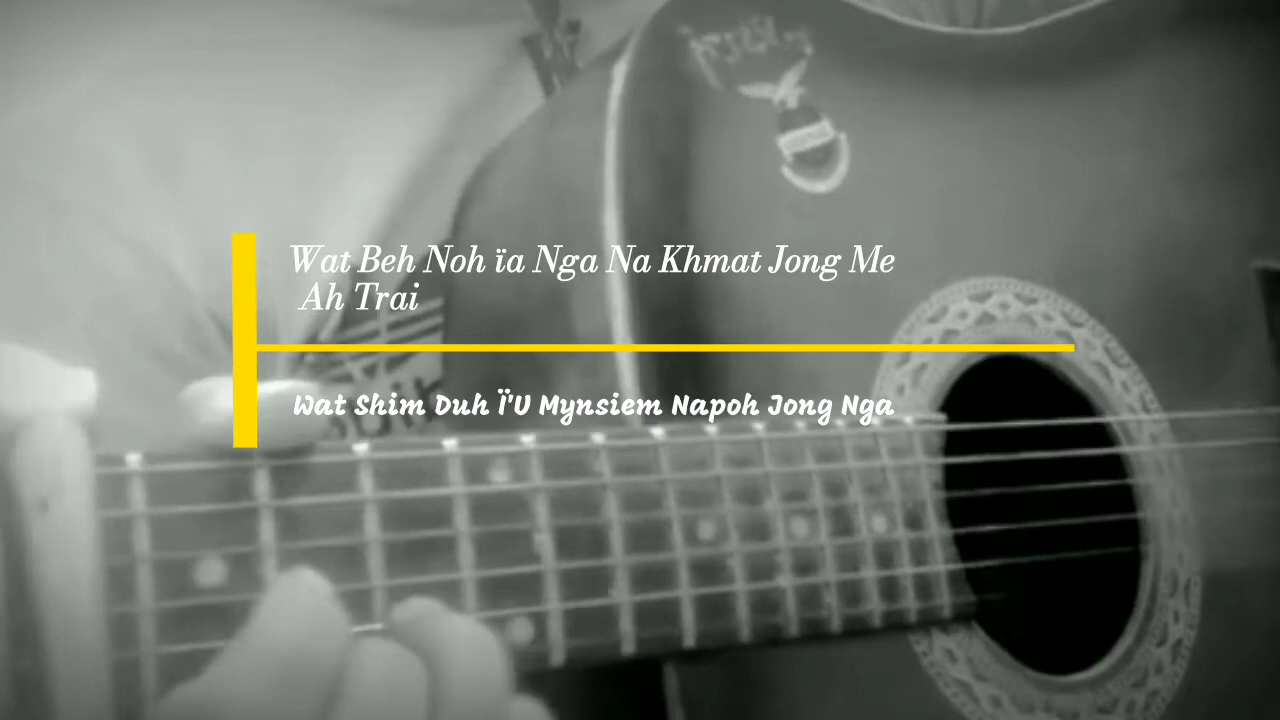 Wat Beh Noh ïa Nga Na Khmat Jong Me
Ah Trai
Wat Shim Duh Ï'U Mynsiem Napoh Jong Nga